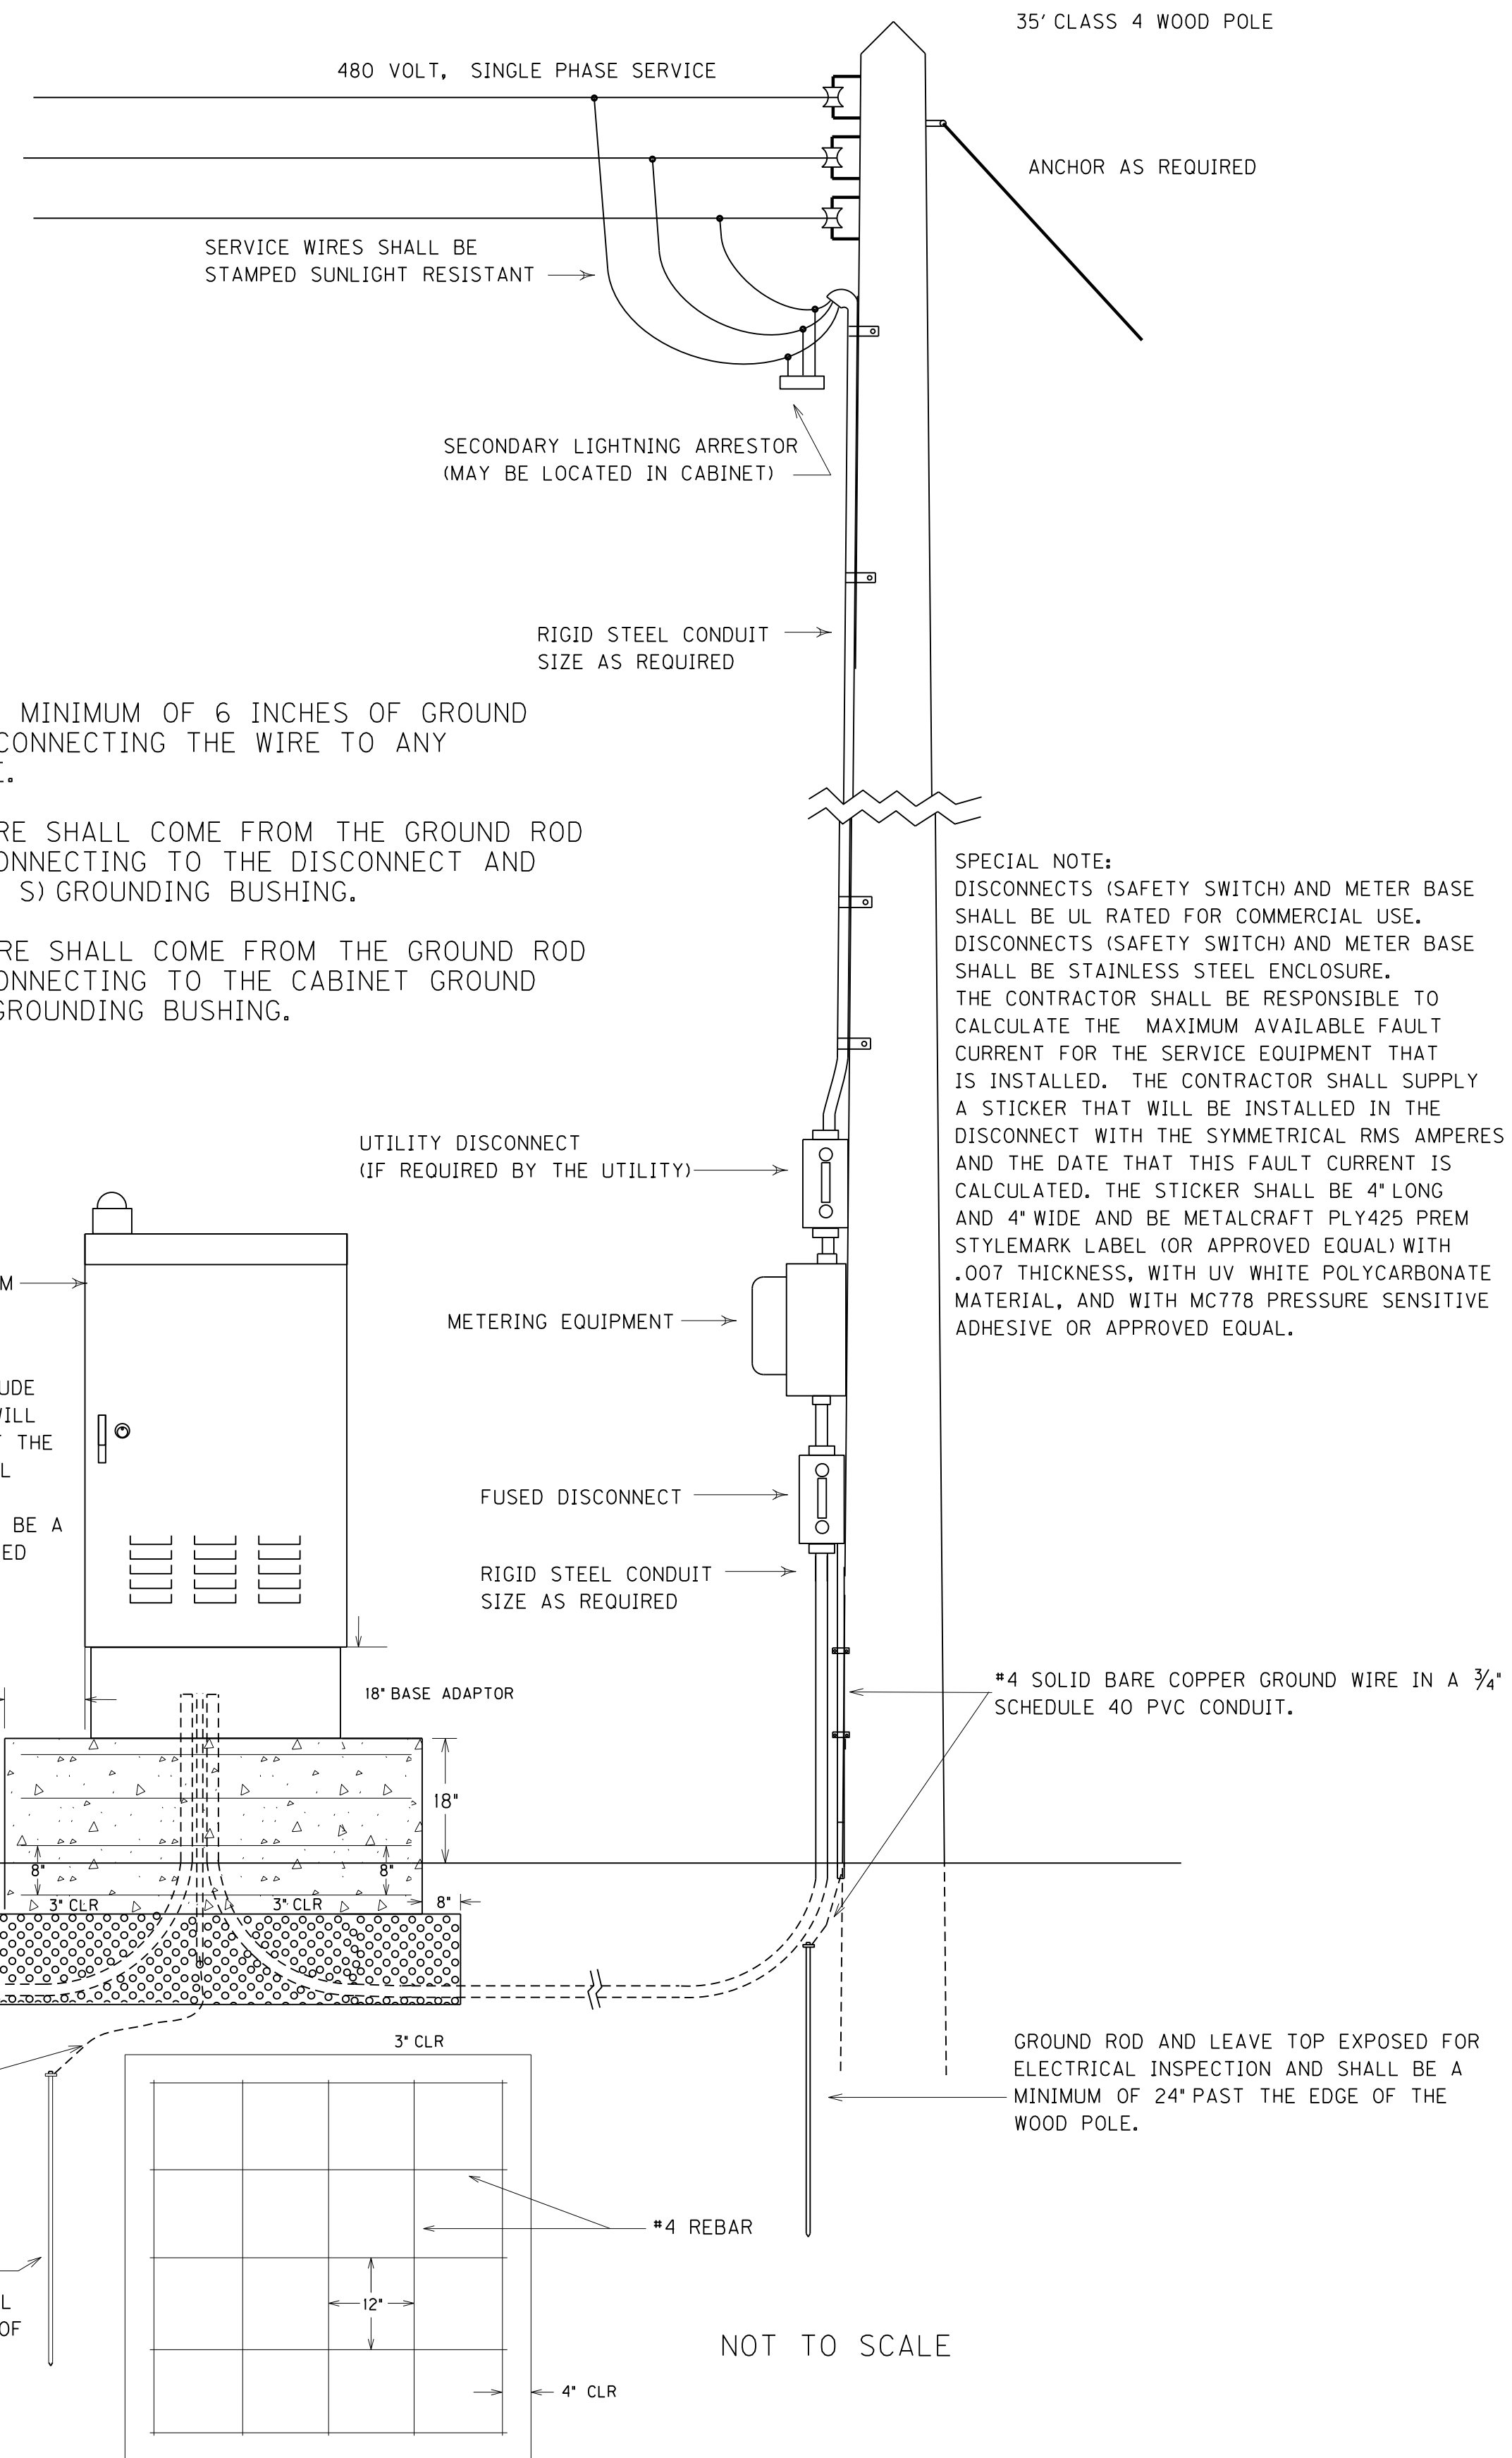 35' CLASS 4 WOOD POLE
480 VOLT, SINGLE PHASE SERVICE
ANCHOR AS REQUIRED
SERVICE WIRES SHALL BE
STAMPED SUNLIGHT RESISTANT
SECONDARY LIGHTNING ARRESTOR
(MAY BE LOCATED IN CABINET)
RIGID STEEL CONDUIT
SIZE AS REQUIRED
MINIMUM OF 6 INCHES OF GROUND
CONNECTING THE WIRE TO ANY
E.
RE SHALL COME FROM THE GROUND ROD
ONNECTING TO THE DISCONNECT AND
S) GROUNDING BUSHING.
RE SHALL COME FROM THE GROUND ROD
ONNECTING TO THE CABINET GROUND
GROUNDING BUSHING.
SPECIAL NOTE:
DISCONNECTS (SAFETY SWITCH) AND METER BASE
SHALL BE UL RATED FOR COMMERCIAL USE.
DISCONNECTS (SAFETY SWITCH) AND METER BASE
SHALL BE STAINLESS STEEL ENCLOSURE.
THE CONTRACTOR SHALL BE RESPONSIBLE TO
CALCULATE THE MAXIMUM AVAILABLE FAULT
CURRENT FOR THE SERVICE EQUIPMENT THAT
IS INSTALLED. THE CONTRACTOR SHALL SUPPLY
A STICKER THAT WILL BE INSTALLED IN THE
DISCONNECT WITH THE SYMMETRICAL RMS AMPERES
AND THE DATE THAT THIS FAULT CURRENT IS
CALCULATED. THE STICKER SHALL BE 4" LONG
AND 4" WIDE AND BE METALCRAFT PLY425 PREM
STYLEMARK LABEL (OR APPROVED EQUAL) WITH
.007 THICKNESS, WITH UV WHITE POLYCARBONATE
MATERIAL, AND WITH MC778 PRESSURE SENSITIVE
ADHESIVE OR APPROVED EQUAL.
UTILITY DISCONNECT
(IF REQUIRED BY THE UTILITY)
M
METERING EQUIPMENT
UDE
WILL
T THE
L
BE A
ED
FUSED DISCONNECT
RIGID STEEL CONDUIT
SIZE AS REQUIRED
#4 SOLID BARE COPPER GROUND WIRE IN A 3/4"
SCHEDULE 40 PVC CONDUIT.
18" BASE ADAPTOR
18"
8"
8"
3" CLR
3" CLR
8"
3" CLR
GROUND ROD AND LEAVE TOP EXPOSED FOR
ELECTRICAL INSPECTION AND SHALL BE A
MINIMUM OF 24" PAST THE EDGE OF THE
WOOD POLE.
#4 REBAR
L
OF
12"
NOT TO SCALE
4" CLR